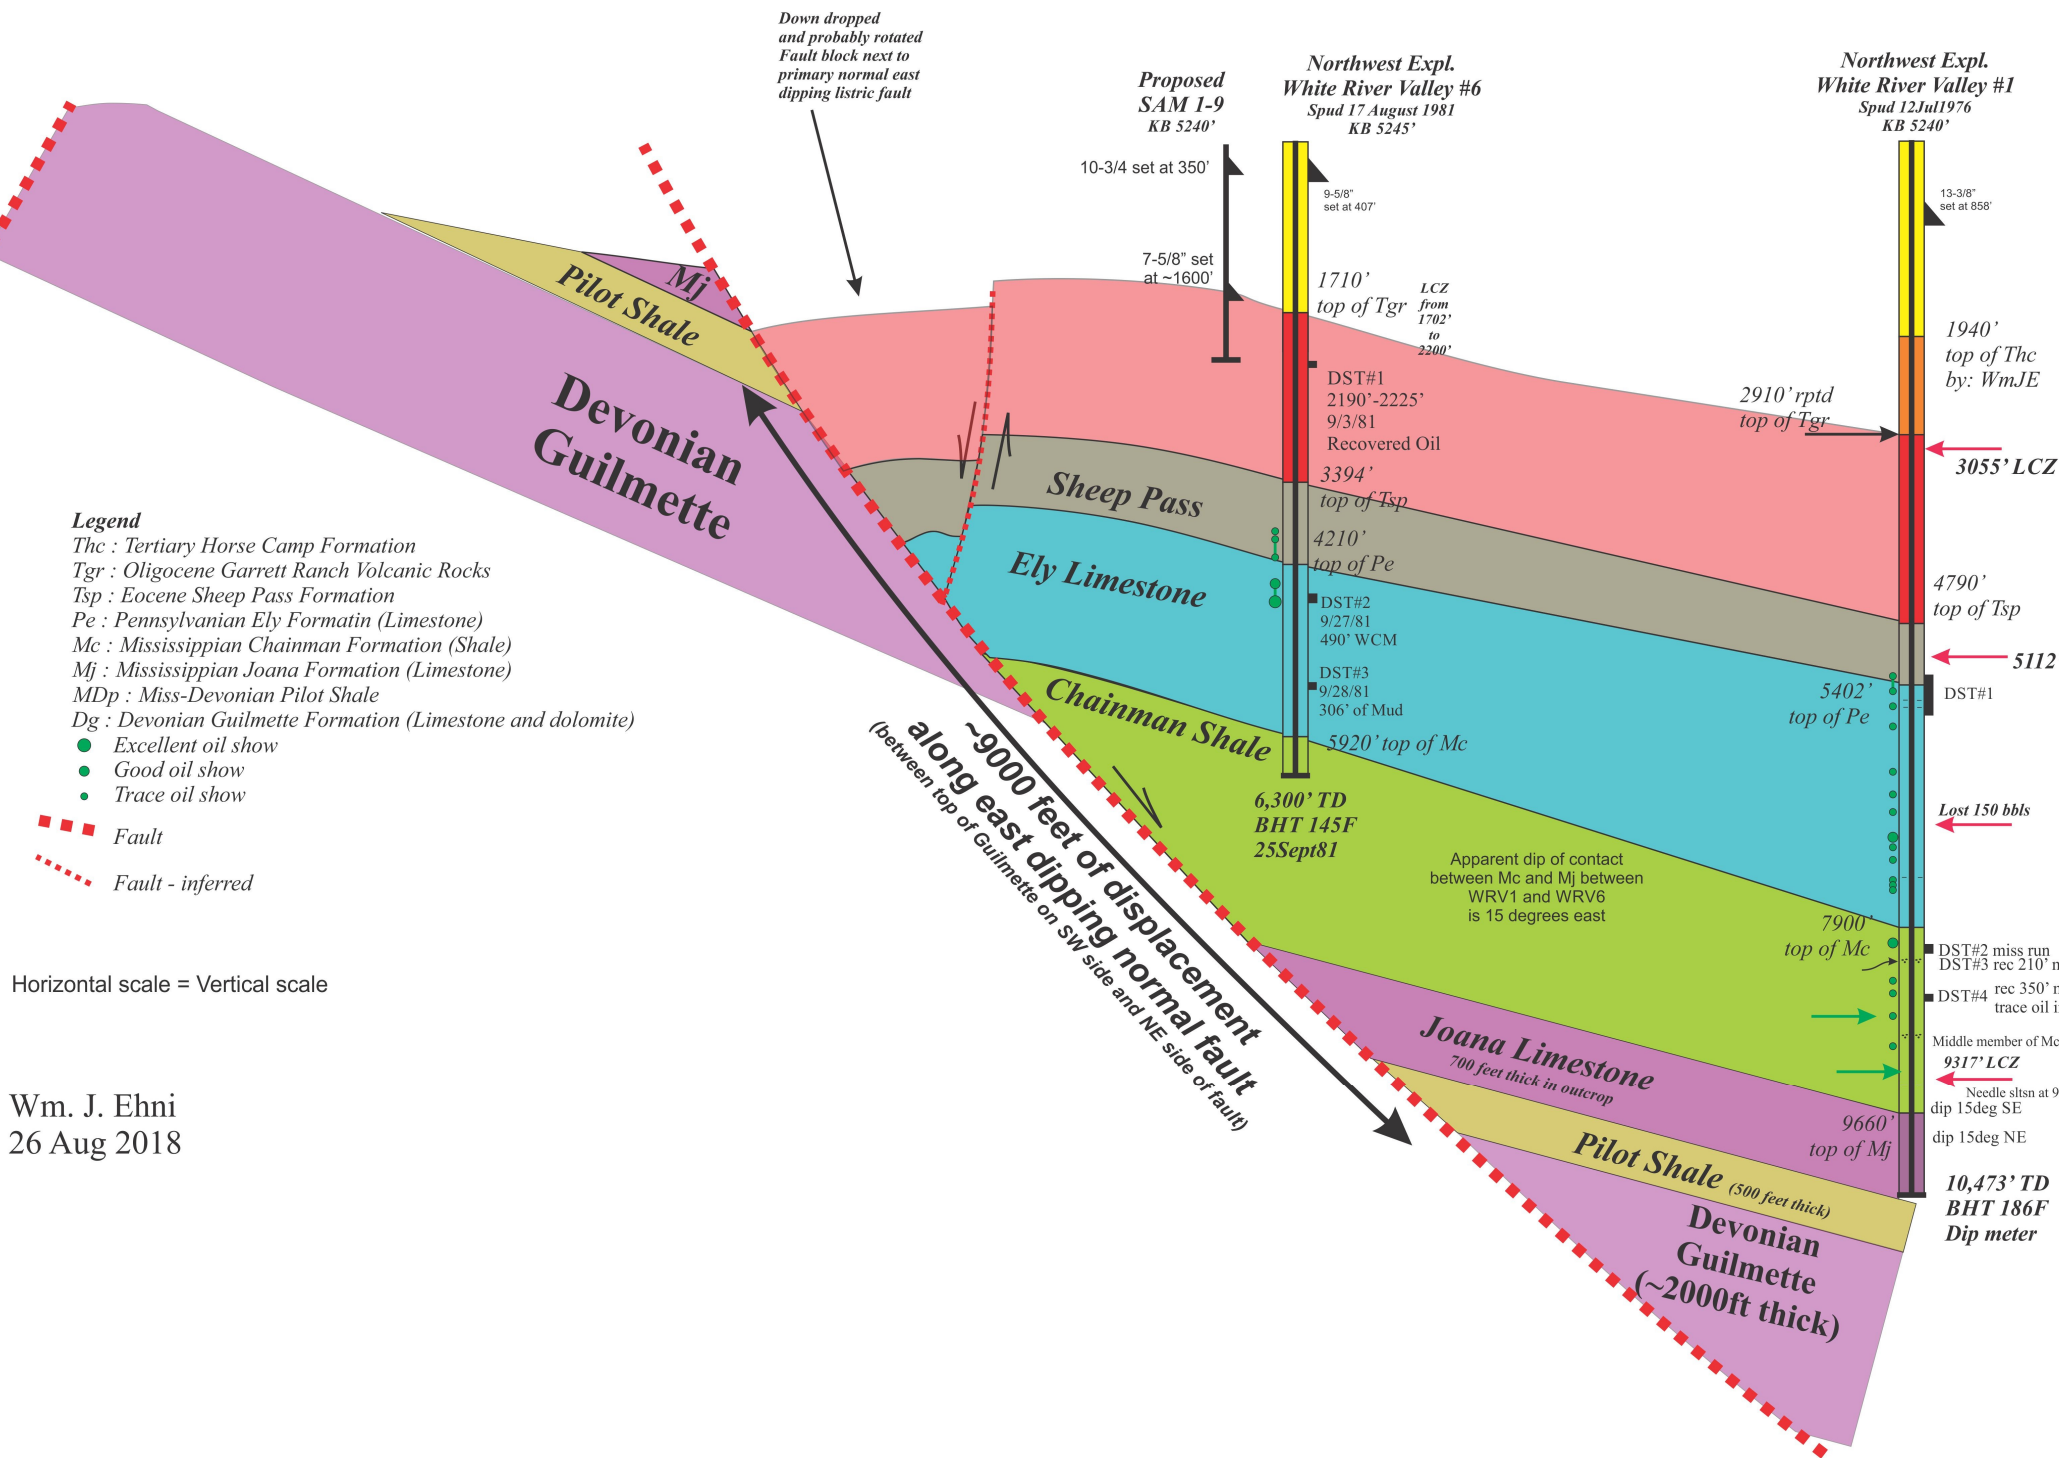 Down dropped
and probably rotated
Fault block next to
primary normal east
dipping listric fault
Proposed
SAM 1-9
KB 5240’
10-3/4 set at 350’
7-5/8” set
at ~1600’
Northwest Expl.
White River Valley #6
Spud 17 August 1981
KB 5245’
9-5/8”
set at 407’
1710’
top of Tgr
LCZ
from
1702’
to
2200’
DST#1
2190’-2225’
9/3/81
Recovered Oil
3394’
top of Tsp
4210’
top of Pe
DST#2
9/27/81
490’ WCM
DST#3
9/28/81
306’ of Mud
5920’ top of Mc
6,300’ TD
BHT 145F
25Sept81
Northwest Expl.
White River Valley #1
Spud 12Jul1976
KB 5240’
13-3/8”
set at 858’
1940’
top of Thc
by: WmJE
2910’ rptd
top of Tgr
3055’ LCZ
4790’
top of Tsp
5112
5402’
top of Pe
DST#1
Lost 150 bbls
7900’
top of Mc
DST#2 miss run
DST#3 rec 210’
DST#4
rec 350’
trace oil
Middle member of Mc
9317’ LCZ
Needle sltsn at 9
dip 15deg SE
9660’
top of Mj
dip 15deg NE
10,473’ TD
BHT 186F
Dip meter
Mj
Pilot Shale
Devonian
Guilmette
Sheep Pass
Ely Limestone
Chainman Shale
Apparent dip of contact
between Mc and Mj between
WRV1 and WRV6
is 15 degrees east
Joana Limestone
700 feet thick in outcrop
Pilot Shale (500 feet thick)
Devonian
Guilmette
(~2000ft thick)
~9000 feet of displacement
along east dipping normal fault
(between top of Guilmette on SW side and NE side of fault)
Legend
Thc : Tertiary Horse Camp Formation
Tgr : Oligocene Garrett Ranch Volcanic Rocks
Tsp : Eocene Sheep Pass Formation
Pe : Pennsylvanian Ely Formatin (Limestone)
Mc : Mississippian Chainman Formation (Shale)
Mj : Mississippian Joana Formation (Limestone)
MDp : Miss-Devonian Pilot Shale
Dg : Devonian Guilmette Formation (Limestone and dolomite)
Excellent oil show
Good oil show
Trace oil show
Fault
Fault - inferred
Horizontal scale = Vertical scale
Wm. J. Ehni
26 Aug 2018